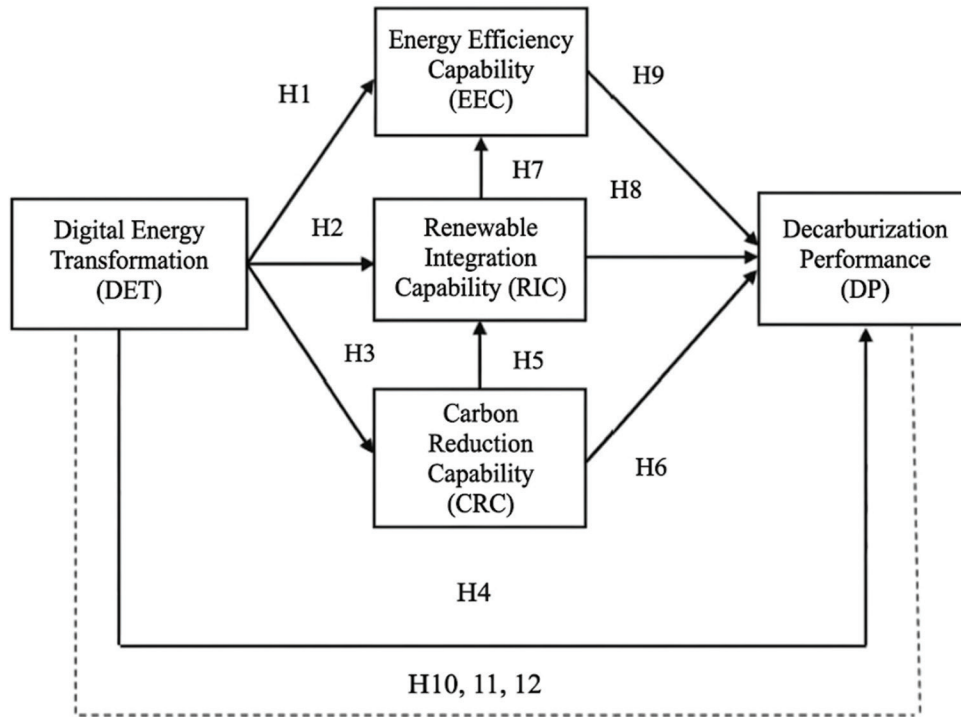 Energy Efficiency
Capability
(EEC)
H1
H9
H7
H8
Digital Energy
Transformation
(DET)
H2
Renewable
Integration
Capability (RIC)
Decarburization
Performance
(DP)
H3
H5
Carbon
Reduction
Capability
(CRC)
H6
H4
H10, 11, 12